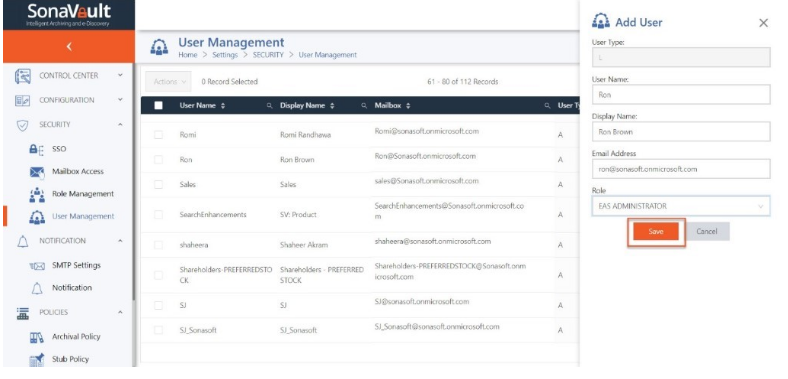 SonaVault
Intelligent Archiving and e-Discovery
CONTROL CENTER
CONFIGURATION
SECURITY
SSO
Mailbox Access
Role Management
User Management
NOTIFICATION
SMTP Settings
Notification
POLICIES
Archival Policy
Stub Policy
User Management
Home > Settings > SECURITY > User Management
Actions 0 Record Selected 61 - 80 of 112 Records
User Name Display Name Mailbox User Ty
Romi Romi Randhawa Romi@sonasoft.onmicrosoft.com A
Ron Ron Brown Ron@Sonasoft.onmicrosoft.com A
Sales Sales sales@Sonasoft.onmicrosoft.com A
SearchEnhancements SV: Product SearchEnhancements@Sonasoft.onmicrosoft.co A
m
shaheera Shaheer Akram shaheera@sonasoft.onmicrosoft.com A
Shareholders-PREFERREDSTO Shareholders - PREFERRED Shareholders-PREFERREDSTOCK@Sonasoft.onm A
CK STOCK icrosoft.com
SJ SJ SJ@sonasoft.onmicrosoft.com A
SJ_Sonasoft SJ_Sonasoft SJ_Sonasoft@sonasoft.onmicrosoft.com A
Add User
User Type:
L
User Name:
Ron
Display Name:
Ron Brown
Email Address
ron@sonasoft.onmicrosoft.com
Role
EAS ADMINISTRATOR
Save Cancel